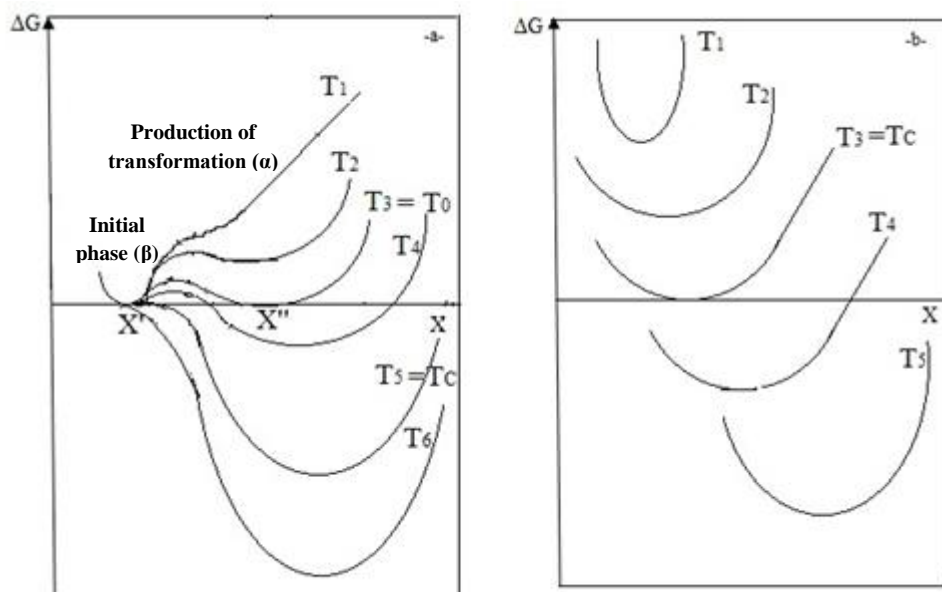 ΔG
-a-
T1
Production of
transformation (α)
T2
T3 = T0
Initial
phase (β)
T4
X'
X''
x
T5 = TC
T6
ΔG
-b-
T1
T2
T3 = TC
T4
X
T5